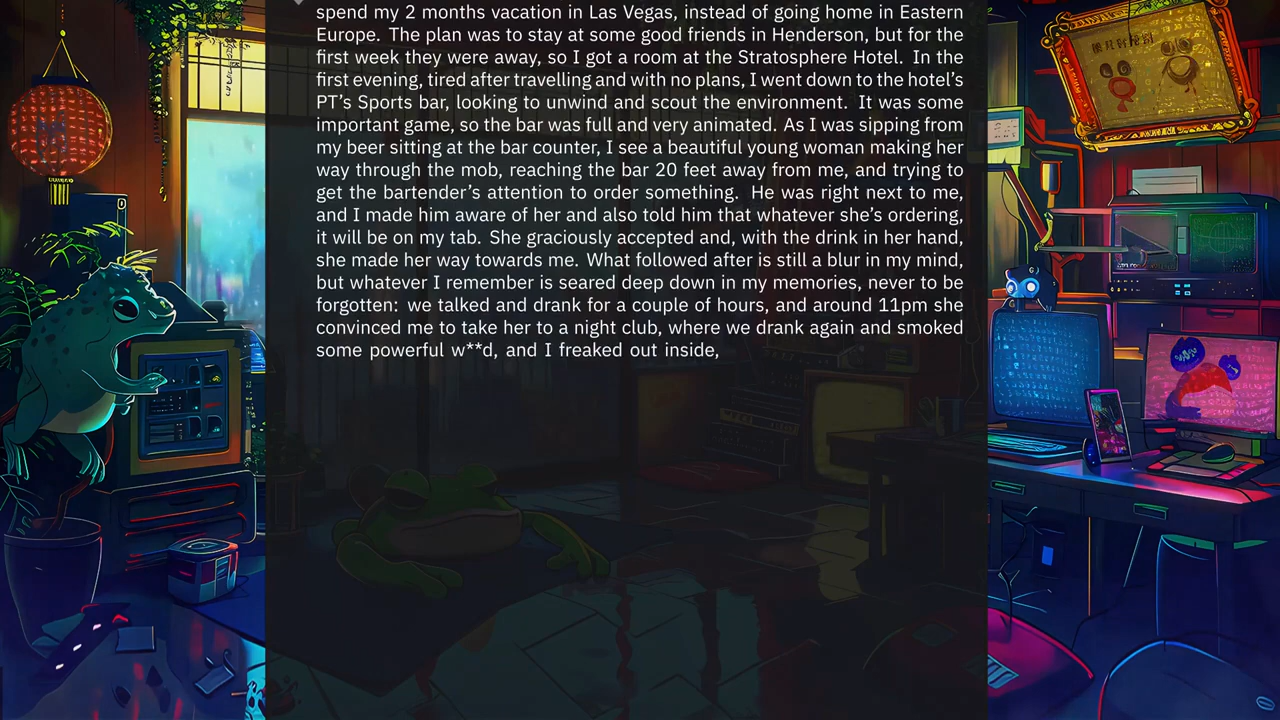 spend my 2 months vacation in Las Vegas, instead of going home in Eastern
Europe. The plan was to stay at some good friends in Henderson, but for the
first week they were away, so I got a room at the Stratosphere Hotel. In the
first evening, tired after travelling and with no plans, I went down to the hotel's
PT's Sports bar, looking to unwind and scout the environment. It was some
important game, so the bar was full and very animated. As I was sipping from
my beer sitting at the bar counter, I see a beautiful young woman making her
way through the mob, reaching the bar 20 feet away from me, and trying to
get the bartender's attention to order something. He was right next to me,
and I made him aware of her and also told him that whatever she's ordering,
it will be on my tab. She graciously accepted and, with the drink in her hand,
she made her way towards me. What followed after is still a blur in my mind,
but whatever I remember is seared deep down in my memories, never to be
forgotten: we talked and drank for a couple of hours, and around 11pm she
convinced me to take her to a night club, where we drank again and smoked
some powerful w**d, and I freaked out inside,